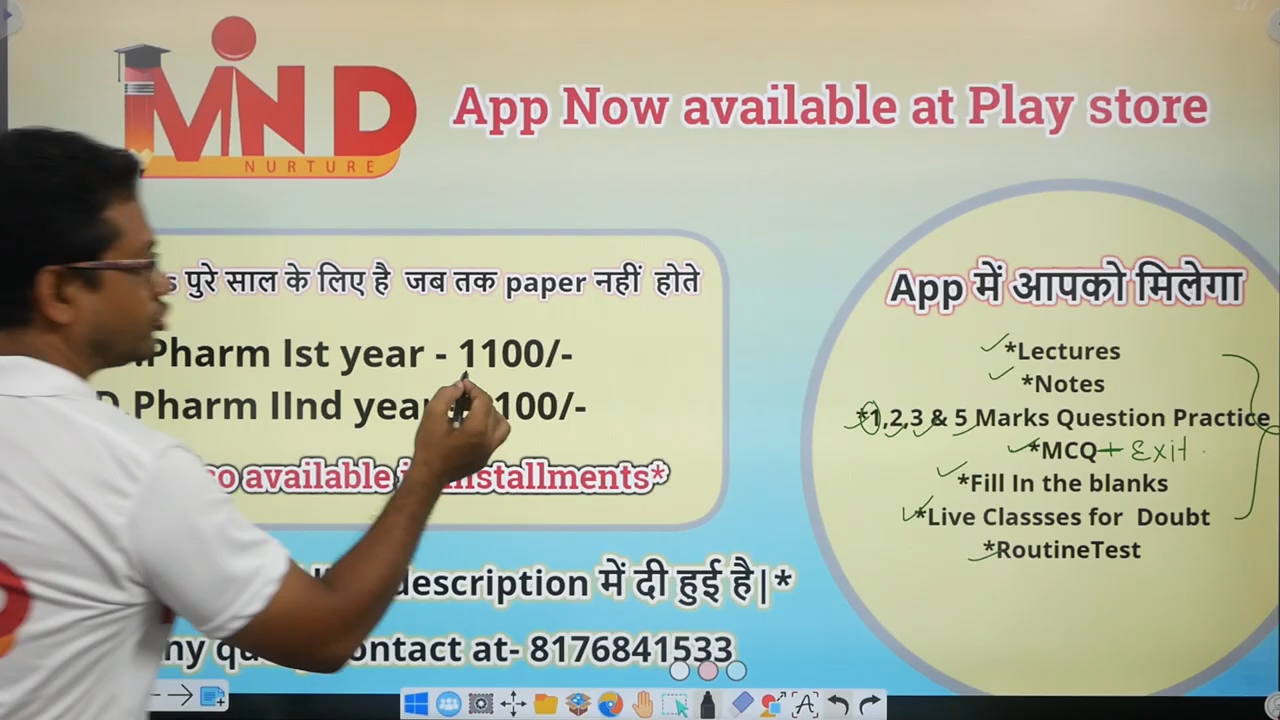 MIND
NURTURE
App Now available at Play store
पुरे साल के लिए है जब तक paper नहीं होते
.Pharm Ist year - 1100/-
D.Pharm IInd year 100/-
available installments*
description में दी हुई है|*
contact at- 8176841533
App में आपको मिलेगा
*Lectures
*Notes
*1,2,3 & 5 Marks Question Practice
*MCQ + Exit
*Fill In the blanks
*Live Classses for Doubt
*RoutineTest